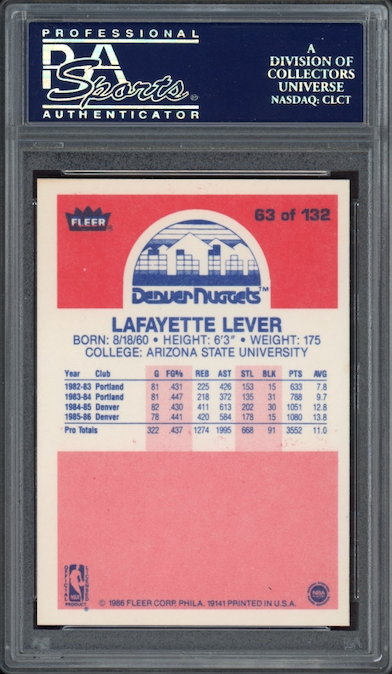 PROFESSIONAL
PSA
Sports®
AUTHENTICATOR
A
DIVISION OF
COLLECTORS
UNIVERSE
NASDAQ: CLCT
FLEER
63 of 132
Denver Nuggets™
LAFAYETTE LEVER
BORN: 8/18/60 • HEIGHT: 6'3" • WEIGHT: 175
COLLEGE: ARIZONA STATE UNIVERSITY
Year Club G FG% REB AST STL BLK PTS AVG
1982-83 Portland 81 .431 225 426 153 15 633 7.8
1983-84 Portland 81 .447 218 372 135 31 788 9.7
1984-85 Denver 82 .430 411 613 202 30 1051 12.8
1985-86 Denver 78 .441 420 584 178 15 1080 13.8
Pro Totals 322 .437 1274 1995 668 91 3552 11.0
NBA
PRODUCT
© 1986 FLEER CORP. PHILA. 19141 PRINTED IN U.S.A.